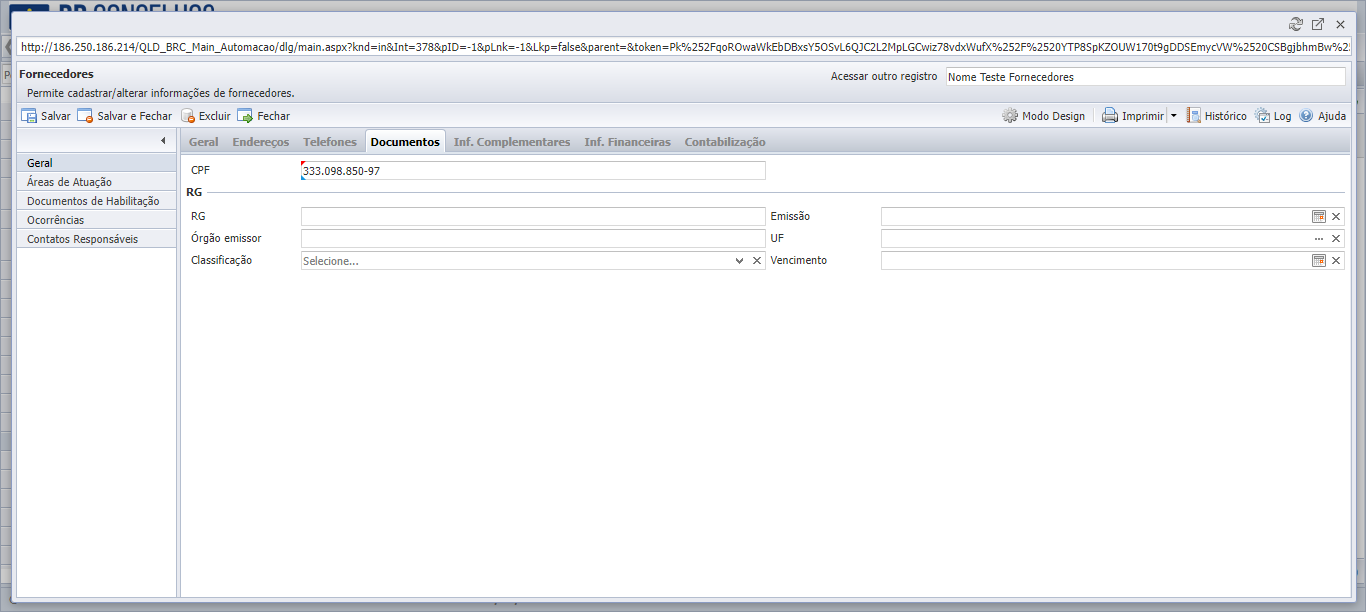 BR CONSELHOS
http://186.250.186.214/QLD_BRC_Main_Automacao/dlg/main.aspx?knd=in&Int=378&pID=-1&pLnk=-1&Lkp=false&parent=&token=Pk%252FqoROwaWkEbDBxsY5OSvL6QJC2L2MpLGCwiz78vdxWufX%252F%2520YTP8SpKZOUW170t9gDDSEmycVW%2520CSBgjbhmBw%25
Fornecedores
Acessar outro registro Nome Teste Fornecedores
Permite cadastrar/alterar informações de fornecedores.
Salvar Salvar e Fechar Excluir Fechar Modo Design Imprimir Histórico Log Ajuda
Geral Endereços Telefones Documentos Inf. Complementares Inf. Financeiras Contabilização
Geral
Áreas de Atuação
Documentos de Habilitação
Ocorrências
Contatos Responsáveis
CPF 333.098.850-97
RG
RG Emissão
Órgão emissor UF ...
Classificação Selecione... Vencimento